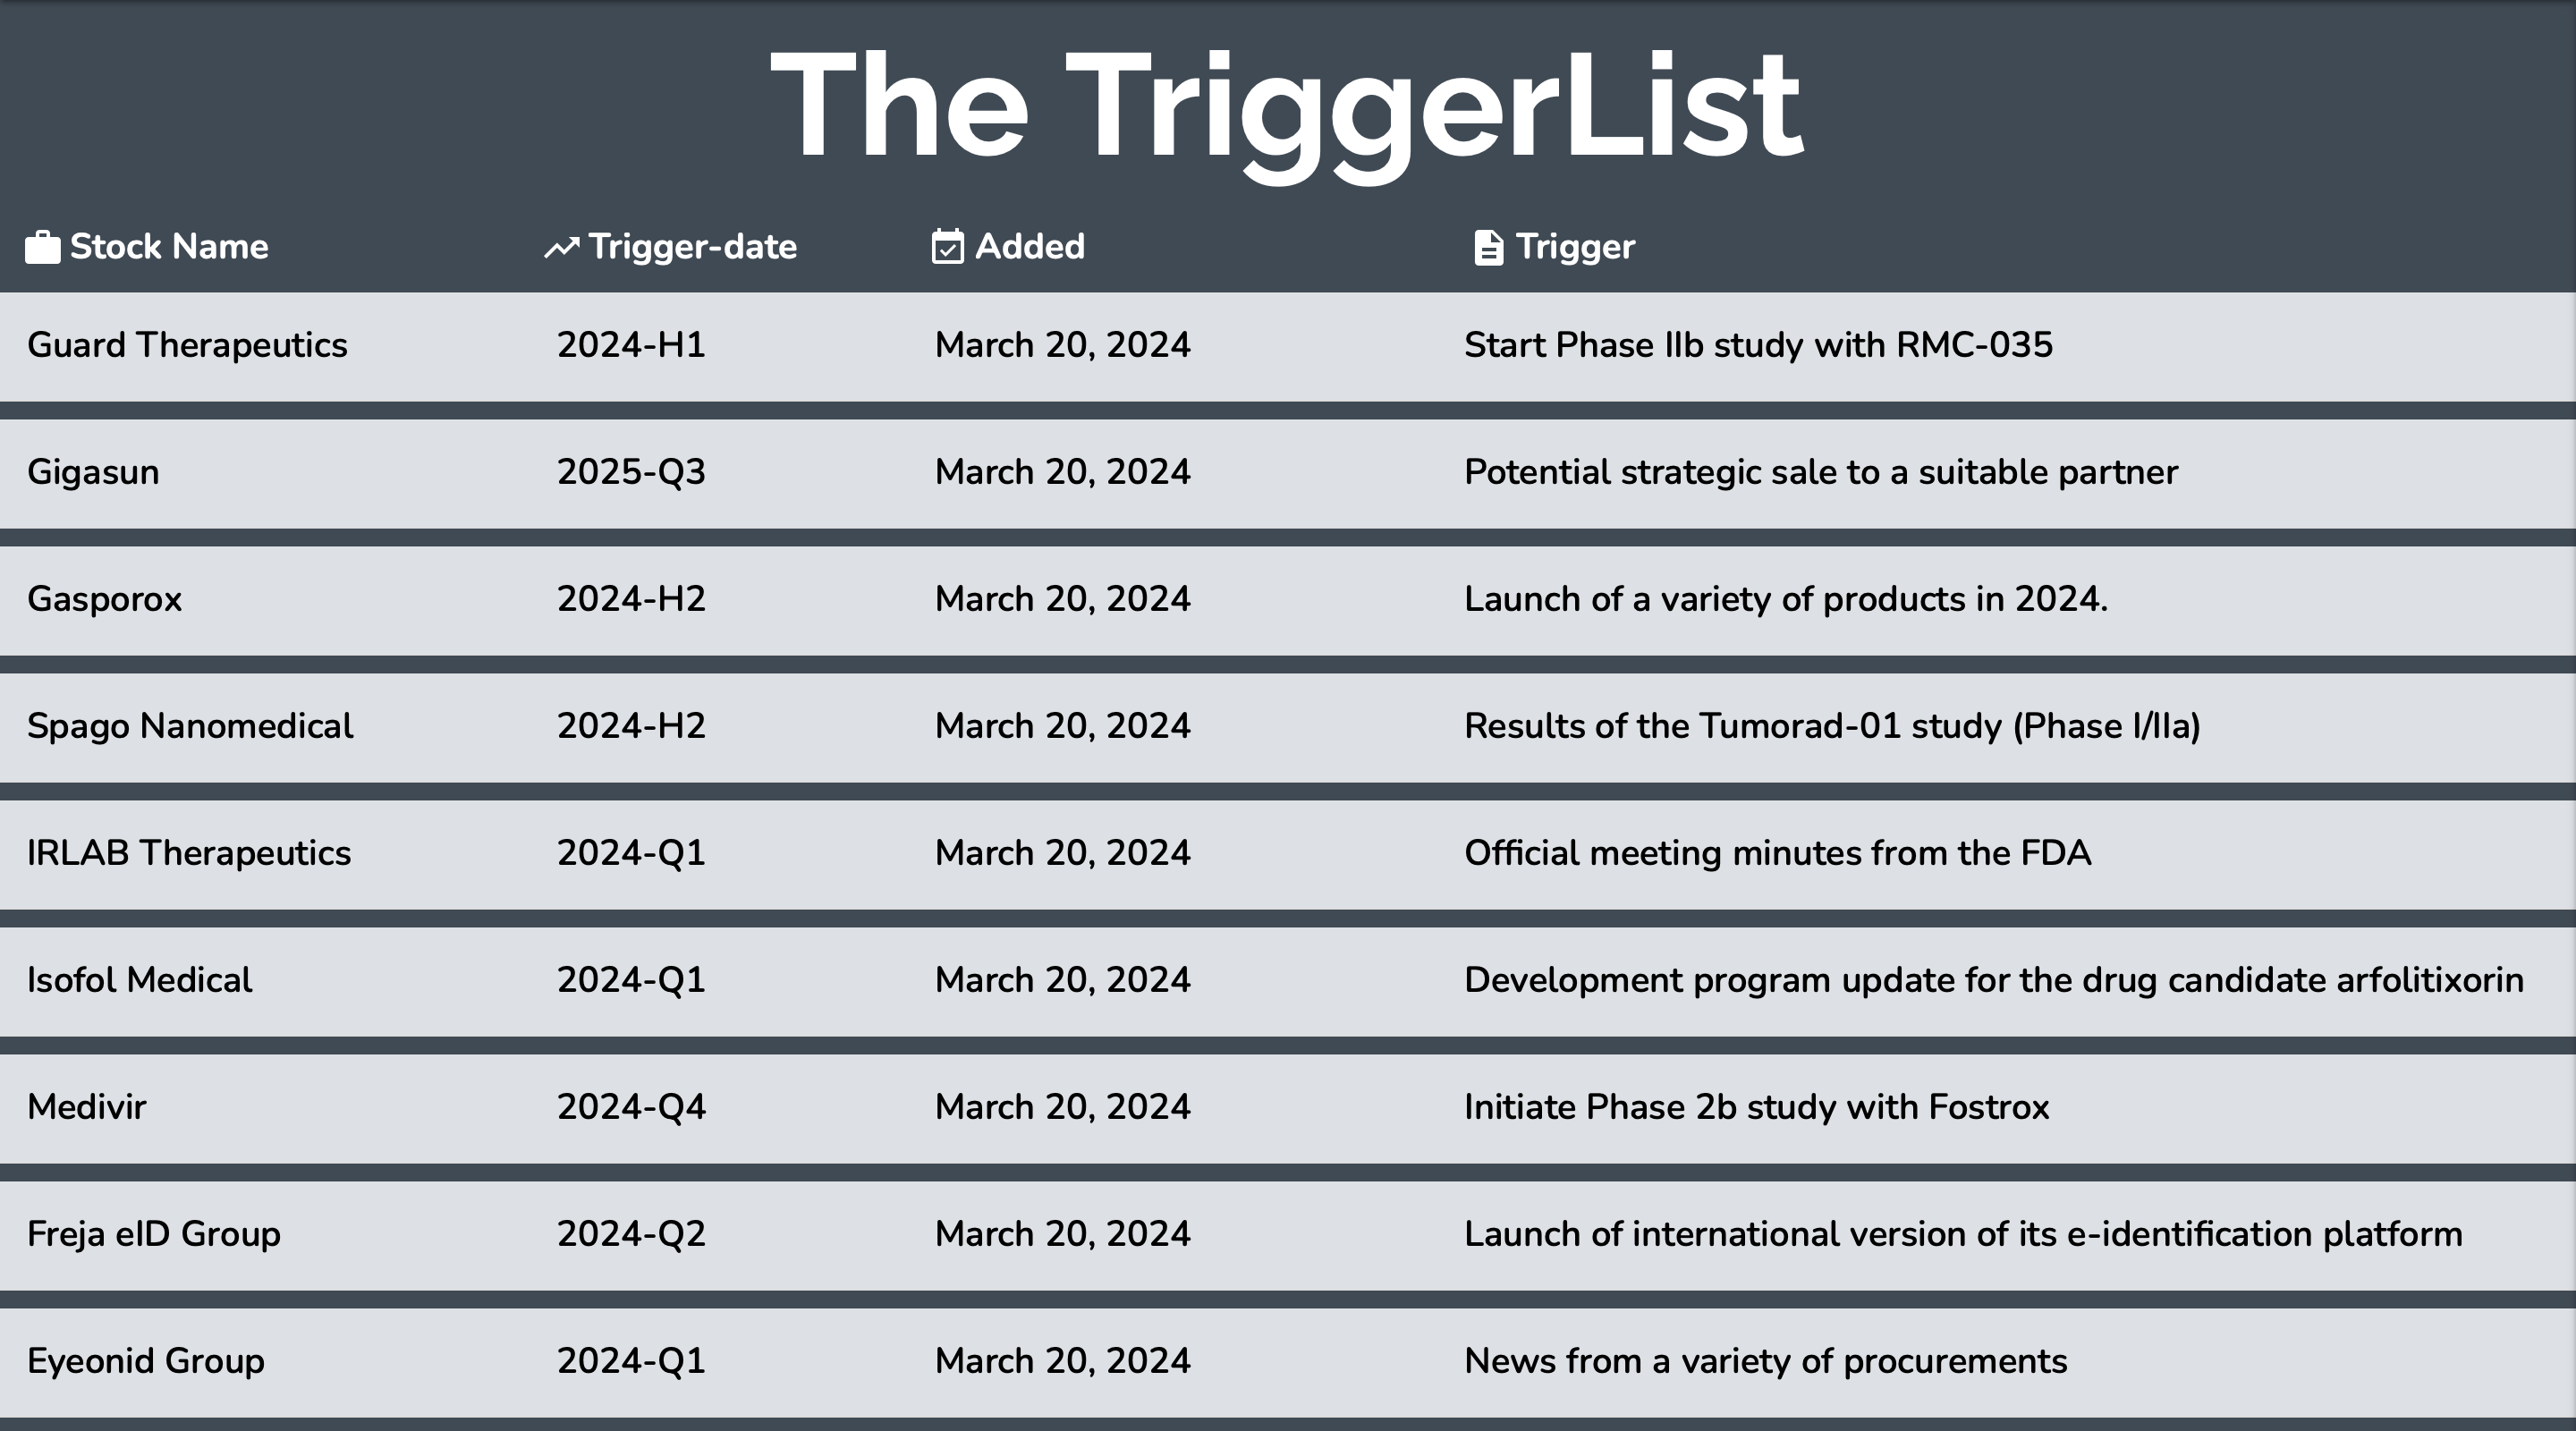 The TriggerList
Stock Name Trigger-date Added Trigger
Guard Therapeutics 2024-H1 March 20, 2024 Start Phase IIb study with RMC-035
Gigasun 2025-Q3 March 20, 2024 Potential strategic sale to a suitable partner
Gasporox 2024-H2 March 20, 2024 Launch of a variety of products in 2024.
Spago Nanomedical 2024-H2 March 20, 2024 Results of the Tumorad-01 study (Phase I/IIa)
IRLAB Therapeutics 2024-Q1 March 20, 2024 Official meeting minutes from the FDA
Isofol Medical 2024-Q1 March 20, 2024 Development program update for the drug candidate arfolitixorin
Medivir 2024-Q4 March 20, 2024 Initiate Phase 2b study with Fostrox
Freja eID Group 2024-Q2 March 20, 2024 Launch of international version of its e-identification platform
Eyeonid Group 2024-Q1 March 20, 2024 News from a variety of procurements